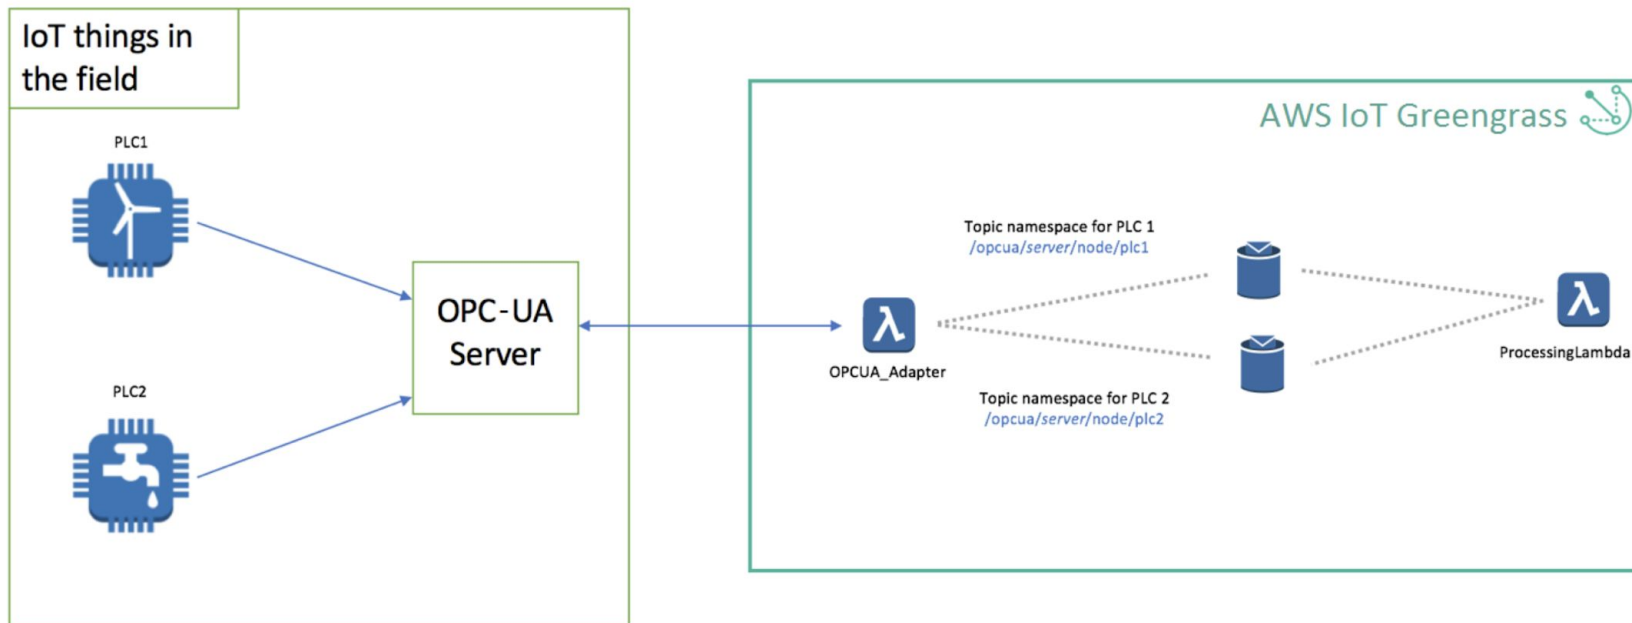 IoT things in
the field
PLC1
PLC2
OPC-UA
Server
AWS IoT Greengrass
Topic namespace for PLC 1
/opcua/server/node/plc1
OPCUA_Adapter
Topic namespace for PLC 2
/opcua/server/node/plc2
ProcessingLambda